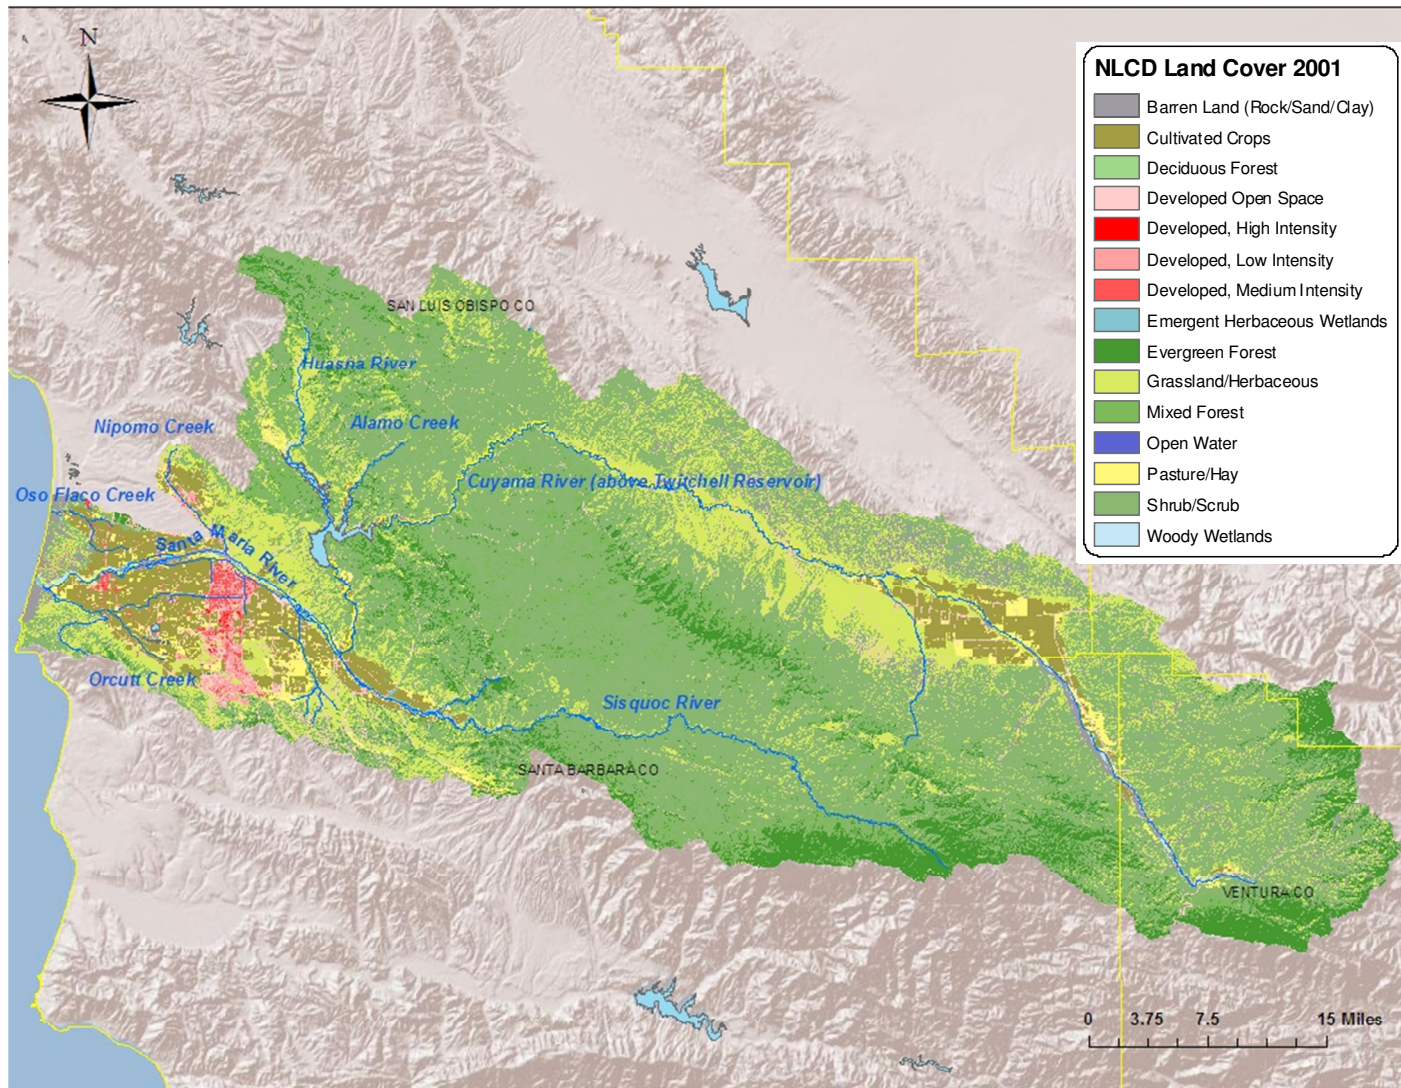 N
NLCD Land Cover 2001
Barren Land (Rock/Sand/Clay)
Cultivated Crops
Deciduous Forest
Developed Open Space
Developed, High Intensity
Developed, Low Intensity
Developed, Medium Intensity
Emergent Herbaceous Wetlands
Evergreen Forest
Grassland/Herbaceous
Mixed Forest
Open Water
Pasture/Hay
Shrub/Scrub
Woody Wetlands
SAN LUIS OBISPO CO
Huasna River
Nipomo Creek
Alamo Creek
Cuyama River (above Twitchell Reservoir)
Oso Flaco Creek
Santa Maria River
Orcutt Creek
Sisquoc River
SANTA BARBARA CO
VENTURA CO
0 3.75 7.5 15 Miles